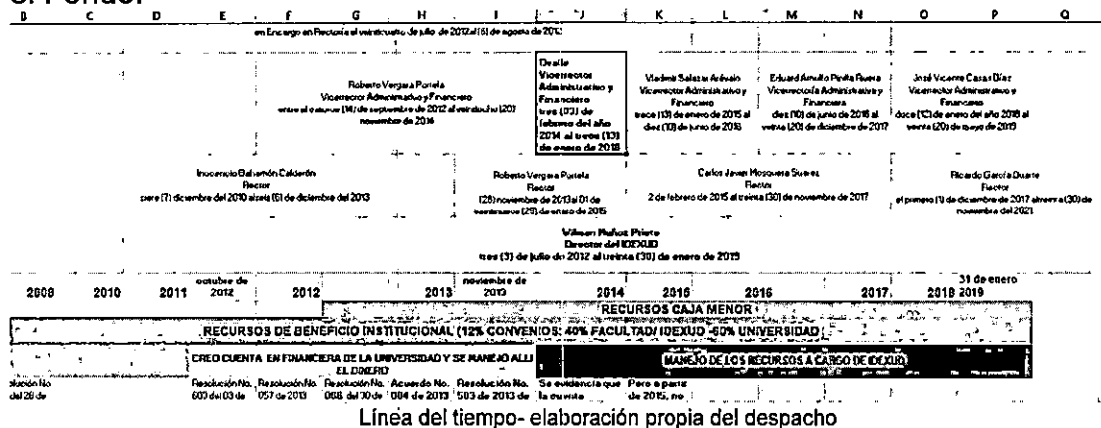 B C D E F G H I J K L M N O P Q
en Encargo en Rectoría el veinticuatro de julio de 2012 al (6) de agosto de 2012
Roberto Vergara Portela
Vicerrector Administrativo y Financiero
entre el catorce (14) de septiembre de 2012 al veintiocho (28)
noviembre de 2014
Vicerrector
Administrativo y
Financiero
tres (03) de
febrero del año
2014 al trece (13)
de enero de 2018
Vladimir Salazar Arévalo
Vicerrector Administrativo y
Financiero
trece (13) de enero de 2015 al
diez (10) de junio de 2016
Eduard Arnulfo Pinilla Rivera
Vicerrectoría Administrativa y
Financiera
diez (10) de junio de 2016 al
veinte (20) de diciembre de 2017
José Vicente Casas Díaz
Vicerrector Administrativo y
Financiero
doce (12) de enero del año 2018 al
veinte (20) de mayo de 2019
Inocencio Bahamón Calderón
Rector
siete (7) diciembre del 2010 al seis (6) de diciembre del 2013
Roberto Vergara Portela
Rector
(28) noviembre de 2013 al 01 de
(29) de enero de 2015
Carlos Javier Mosquera Suarez
Rector
2 de febrero de 2015 al treinta (30) de noviembre de 2017
Ricardo García Duarte
Rector
el primero (1) de diciembre de 2017 al treinta (30) de
noviembre del 2021
Wilman Muñoz Prieto
Director del IDEXUD
tres (3) de julio de 2012 al treinta (30) de enero de 2019
2008 2010 2011 octubre de 2012 2012 2013 noviembre de 2013 2014 2015 2016 2017 2018 31 de enero 2019
RECURSOS CAJA MENOR
RECURSOS DE BENEFICIO INSTITUCIONAL (12% CONVENIOS: 40% FACULTAD/ IDEXUD -60% UNIVERSIDAD
CREO CUENTA EN FINANCIERA DE LA UNIVERSIDAD Y SE MANEJO ALLI
EL DINERO
MANEJO DE LOS RECURSOS A CARGO DE IDEXUD
olución No Resolución No. Resolución No. Resolución No. Acuerdo No. Resolución No. Se evidencia que Pero a partir
del 28 de 603 del 03 de 057 de 2013 068 del 30 de 004 de 2013 503 de 2013 de la cuenta de 2015, no
Línea del tiempo- elaboración propia del despacho